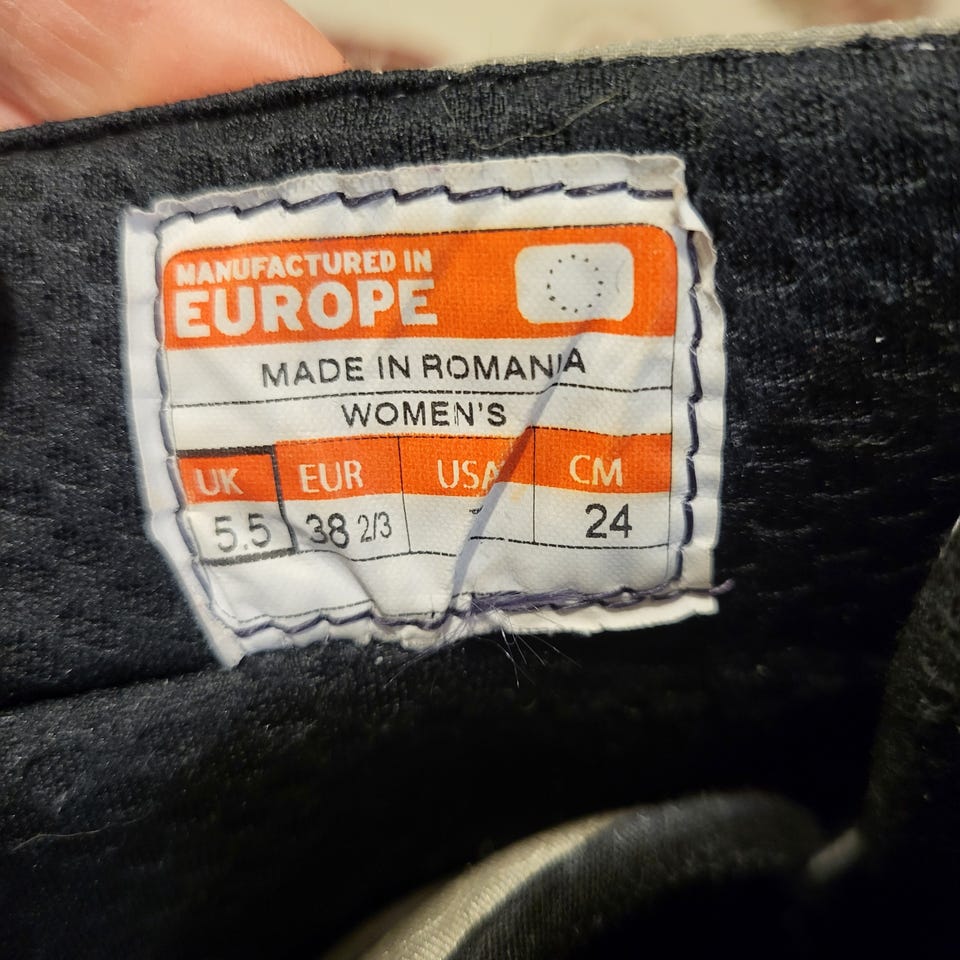 MANUFACTURED IN
EUROPE
MADE IN ROMANIA
WOMEN'S
UK EUR USA CM
5.5 38 2/3 24